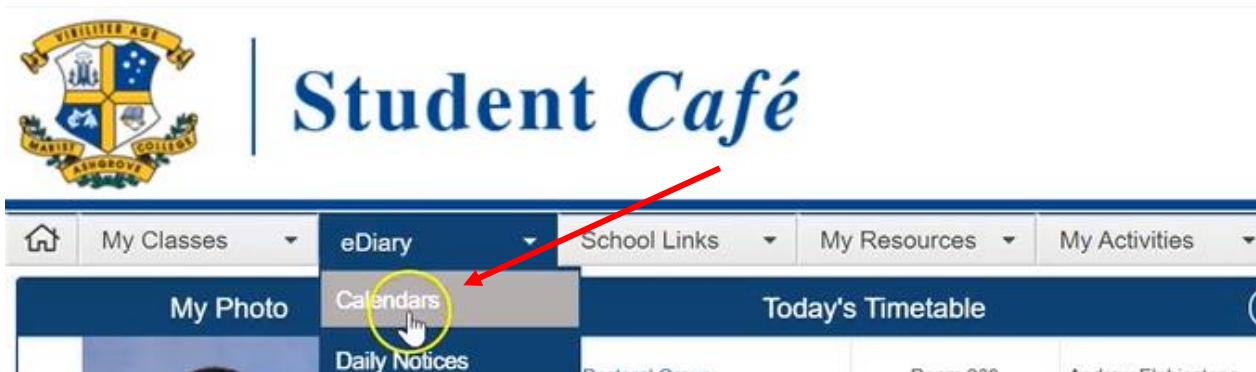 VIRILITER AGE
MARIST COLLEGE
ASHGROVE
Student Café
My Classes
eDiary
School Links
My Resources
My Activities
My Photo
Calendars
Today's Timetable
Daily Notices